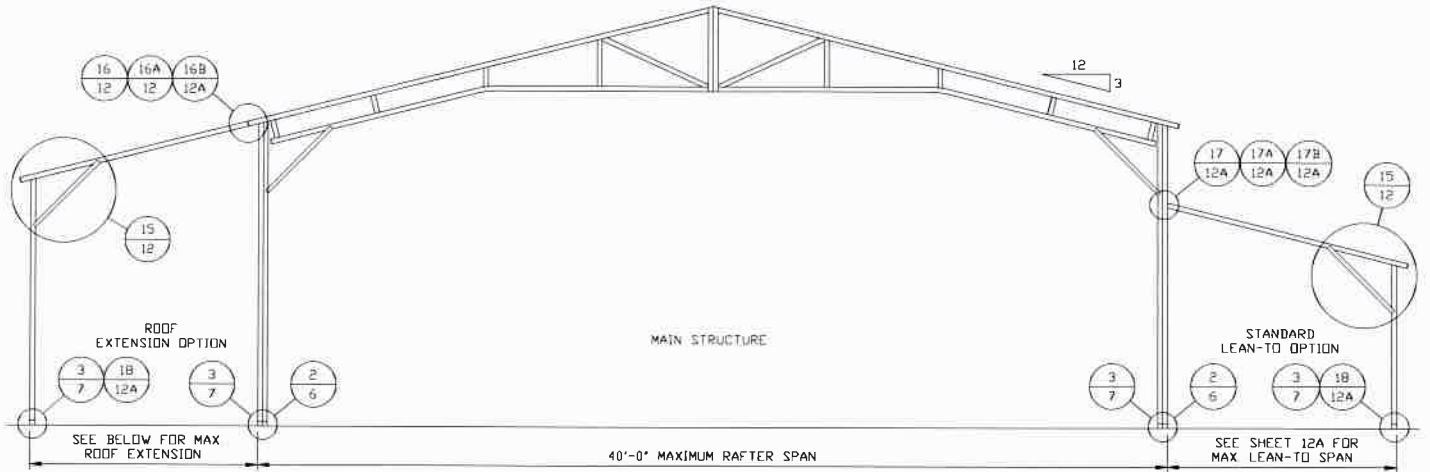 16 16A 16B
12 12 12A
12
3
17 17A 17B
12A 12A 12A
15
12
15
12
ROOF
EXTENSION OPTION
MAIN STRUCTURE
STANDARD
LEAN-TO OPTION
3 18
7 12A
3
7
2
6
3
7
2
6
3 18
7 12A
SEE BELOW FOR MAX
ROOF EXTENSION
40'-0" MAXIMUM RAFTER SPAN
SEE SHEET 12A FOR
MAX LEAN-TO SPAN